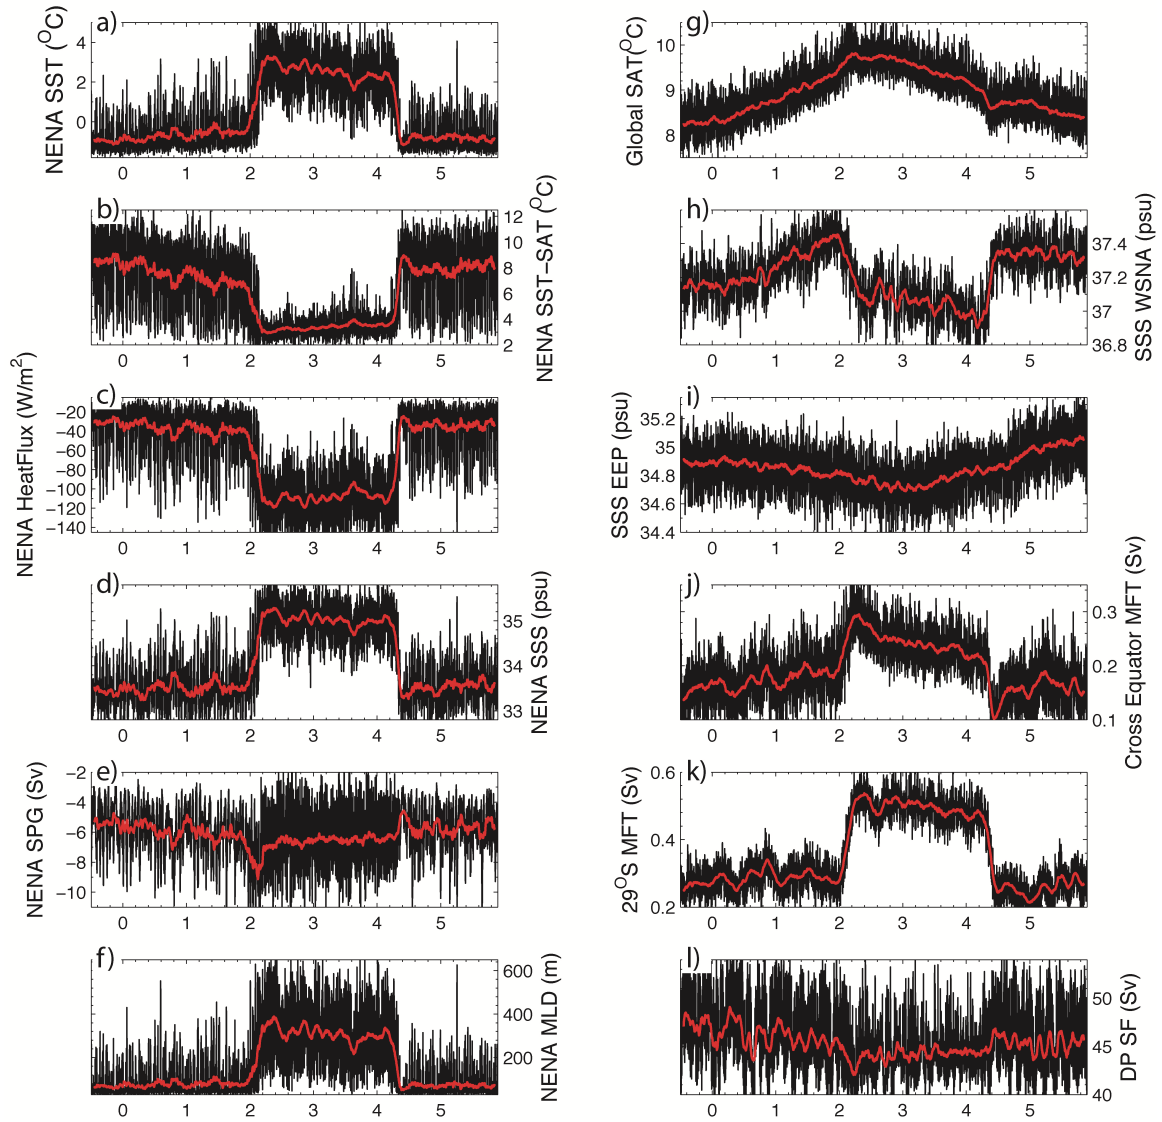 a)
NENA SST (°C)
4
2
0
0 1 2 3 4 5
b)
NENA SST−SAT (°C)
12
10
8
6
4
2
0 1 2 3 4 5
c)
NENA HeatFlux (W/m²)
−20
−40
−60
−80
−100
−120
−140
0 1 2 3 4 5
d)
NENA SSS (psu)
35
34
33
0 1 2 3 4 5
e)
NENA SPG (Sv)
−2
−4
−6
−8
−10
0 1 2 3 4 5
f)
NENA MLD (m)
600
400
200
0 1 2 3 4 5
g)
Global SAT(°C)
10
9
8
0 1 2 3 4 5
h)
SSS WSNA (psu)
37.4
37.2
37
36.8
0 1 2 3 4 5
i)
SSS EEP (psu)
35.2
35
34.8
34.6
34.4
0 1 2 3 4 5
j)
Cross Equator MFT (Sv)
0.3
0.2
0.1
0 1 2 3 4 5
k)
29°S MFT (Sv)
0.6
0.4
0.2
0 1 2 3 4 5
l)
DP SF (Sv)
50
45
40
0 1 2 3 4 5